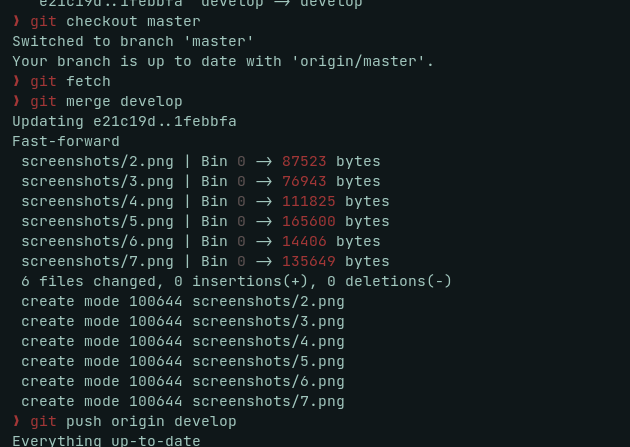 e21c19d..1febbfa  develop -> develop
❯ git checkout master
Switched to branch 'master'
Your branch is up to date with 'origin/master'.
❯ git fetch
❯ git merge develop
Updating e21c19d..1febbfa
Fast-forward
 screenshots/2.png | Bin 0 -> 87523 bytes
 screenshots/3.png | Bin 0 -> 76943 bytes
 screenshots/4.png | Bin 0 -> 111825 bytes
 screenshots/5.png | Bin 0 -> 165600 bytes
 screenshots/6.png | Bin 0 -> 14406 bytes
 screenshots/7.png | Bin 0 -> 135649 bytes
 6 files changed, 0 insertions(+), 0 deletions(-)
 create mode 100644 screenshots/2.png
 create mode 100644 screenshots/3.png
 create mode 100644 screenshots/4.png
 create mode 100644 screenshots/5.png
 create mode 100644 screenshots/6.png
 create mode 100644 screenshots/7.png
❯ git push origin develop
Everything up-to-date